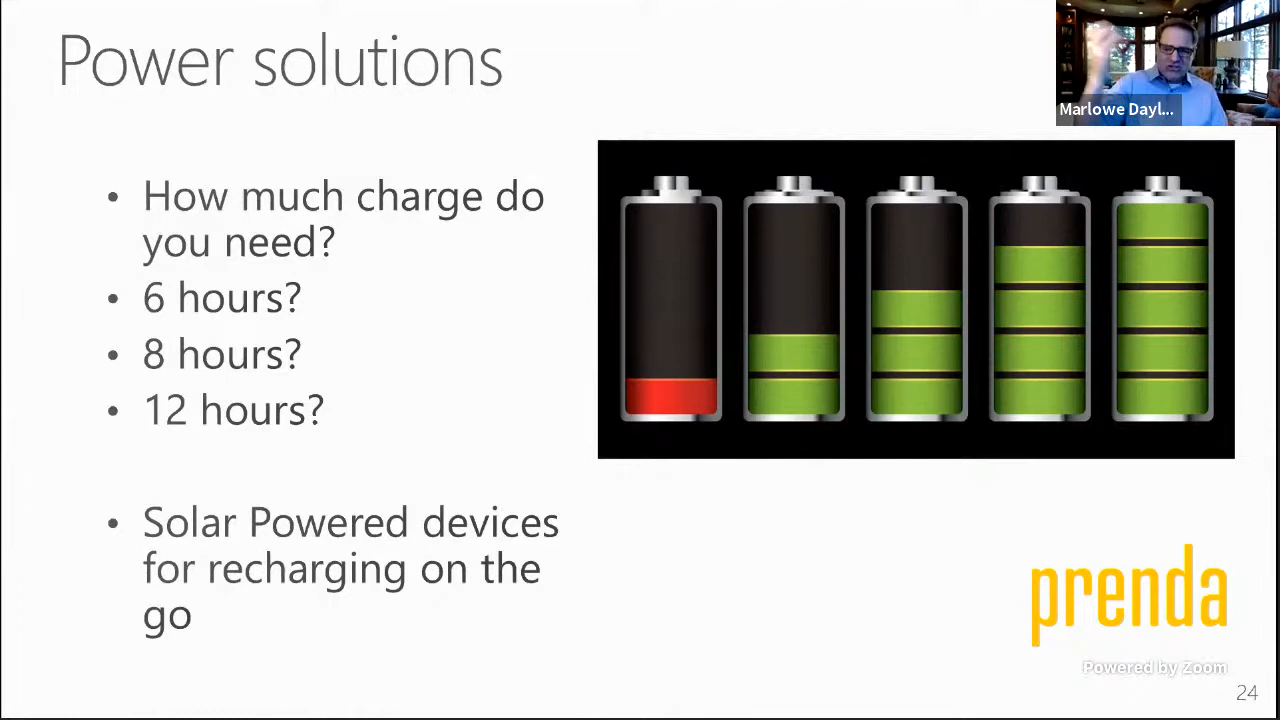 Power solutions
Marlowe Dayl...
• How much charge do
you need?
• 6 hours?
• 8 hours?
• 12 hours?
• Solar Powered devices
for recharging on the
go
prenda
Powered by Zoom
24